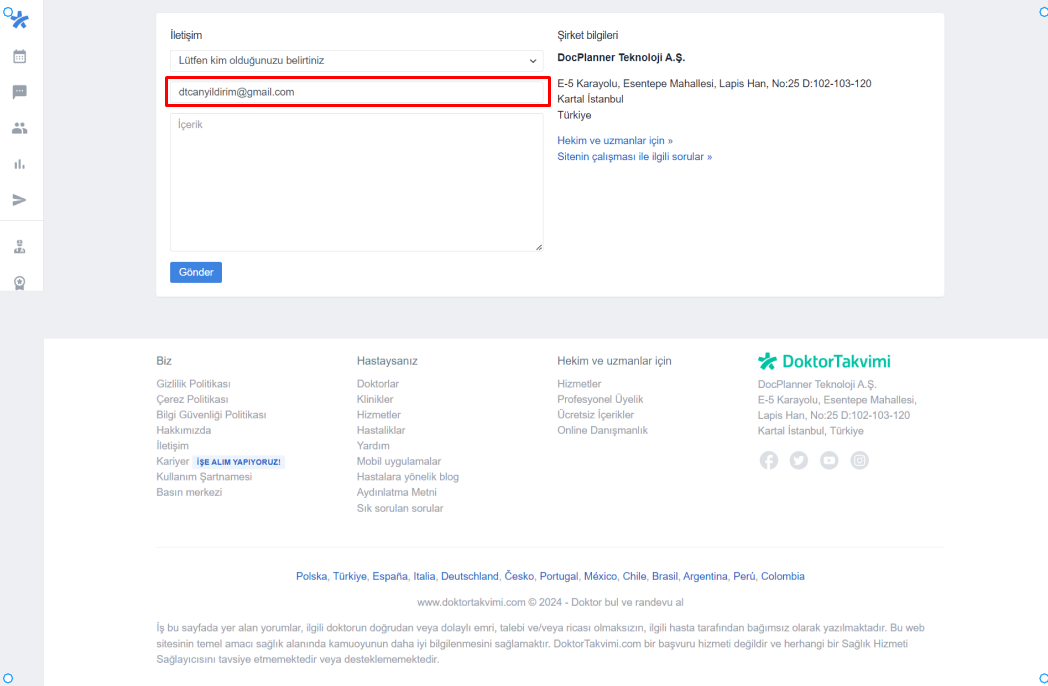 İletişim
Lütfen kim olduğunuzu belirtiniz
dtcanyildirim@gmail.com
İçerik
Gönder
Şirket bilgileri
DocPlanner Teknoloji A.Ş.
E-5 Karayolu, Esentepe Mahallesi, Lapis Han, No:25 D:102-103-120
Kartal İstanbul
Türkiye
Hekim ve uzmanlar için »
Sitenin çalışması ile ilgili sorular »
Biz
Gizlilik Politikası
Çerez Politikası
Bilgi Güvenliği Politikası
Hakkımızda
İletişim
Kariyer İŞE ALIM YAPIYORUZ!
Kullanım Şartnamesi
Basın merkezi
Hastaysanız
Doktorlar
Klinikler
Hizmetler
Hastaliklar
Yardım
Mobil uygulamalar
Hastalara yönelik blog
Aydınlatma Metni
Sık sorulan sorular
Hekim ve uzmanlar için
Hizmetler
Profesyonel Üyelik
Ücretsiz İçerikler
Online Danışmanlık
DoktorTakvimi
DocPlanner Teknoloji A.Ş.
E-5 Karayolu, Esentepe Mahallesi,
Lapis Han, No:25 D:102-103-120
Kartal İstanbul, Türkiye
Polska, Türkiye, España, Italia, Deutschland, Česko, Portugal, México, Chile, Brasil, Argentina, Perú, Colombia
www.doktortakvimi.com © 2024 - Doktor bul ve randevu al
İş bu sayfada yer alan yorumlar, ilgili doktorun doğrudan veya dolaylı emri, talebi ve/veya ricası olmaksızın, ilgili hasta tarafından bağımsız olarak yazılmaktadır. Bu web
sitesinin temel amacı sağlık alanında kamuoyunun daha iyi bilgilenmesini sağlamaktır. DoktorTakvimi.com bir başvuru hizmeti değildir ve herhangi bir Sağlık Hizmeti
Sağlayıcısını tavsiye etmemektedir veya desteklememektedir.